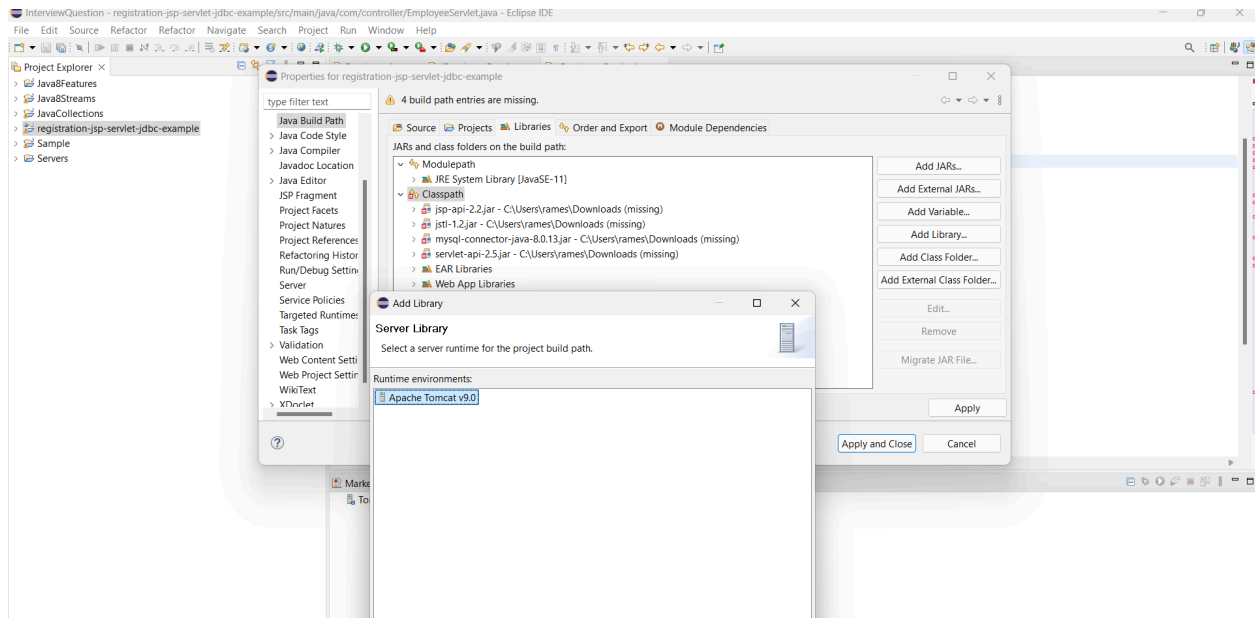 InterviewQuestion - registration-jsp-servlet-jdbc-example/src/main/java/com/controller/EmployeeServlet.java - Eclipse IDE
File Edit Source Refactor Refactor Navigate Search Project Run Window Help
Project Explorer
Java8Features
Java8Streams
JavaCollections
registration-jsp-servlet-jdbc-example
Sample
Servers
Properties for registration-jsp-servlet-jdbc-example
type filter text
4 build path entries are missing.
Java Build Path
Java Code Style
Java Compiler
Javadoc Location
Java Editor
JSP Fragment
Project Facets
Project Natures
Project References
Refactoring Histor
Run/Debug Settin
Server
Service Policies
Targeted Runtimes
Task Tags
Validation
Web Content Setti
Web Project Settin
WikiText
XDoclet
Source Projects Libraries Order and Export Module Dependencies
JARs and class folders on the build path:
Modulepath
JRE System Library [JavaSE-11]
Classpath
jsp-api-2.2.jar - C:\Users\rames\Downloads (missing)
jstl-1.2.jar - C:\Users\rames\Downloads (missing)
mysql-connector-java-8.0.13.jar - C:\Users\rames\Downloads (missing)
servlet-api-2.5.jar - C:\Users\rames\Downloads (missing)
EAR Libraries
Web App Libraries
Add JARs...
Add External JARs...
Add Variable...
Add Library...
Add Class Folder...
Add External Class Folder...
Edit...
Remove
Migrate JAR File...
Apply
Apply and Close Cancel
Add Library
Server Library
Select a server runtime for the project build path.
Runtime environments:
Apache Tomcat v9.0
Marke
To